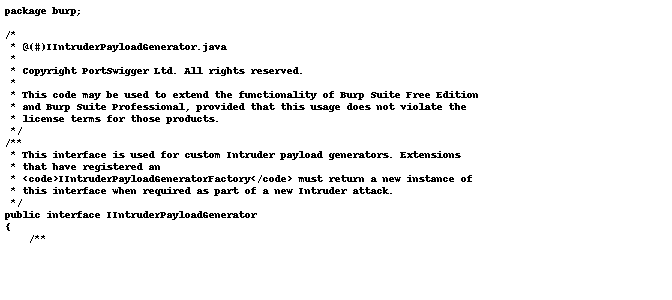 package burp;

/*
 * @(#)IIntruderPayloadGenerator.java
 *
 * Copyright PortSwigger Ltd. All rights reserved.
 *
 * This code may be used to extend the functionality of Burp Suite Free Edition
 * and Burp Suite Professional, provided that this usage does not violate the
 * license terms for those products.
 */
/**
 * This interface is used for custom Intruder payload generators. Extensions
 * that have registered an
 * <code>IIntruderPayloadGeneratorFactory</code> must return a new instance of
 * this interface when required as part of a new Intruder attack.
 */
public interface IIntruderPayloadGenerator
{
    /**